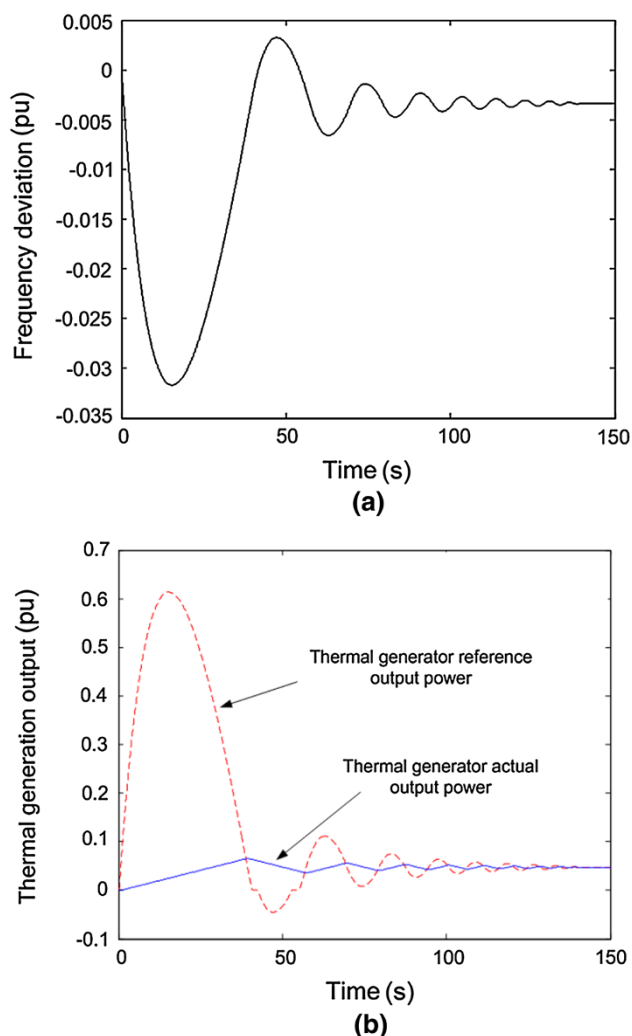 0.005
0
-0.005
-0.01
-0.015
-0.02
-0.025
-0.03
-0.035
Frequency deviation (pu)
0 50 100 150
Time (s)
(a)
0.7
0.6
0.5
0.4
0.3
0.2
0.1
0
-0.1
Thermal generation output (pu)
Thermal generator reference
output power
Thermal generator actual
output power
0 50 100 150
Time (s)
(b)